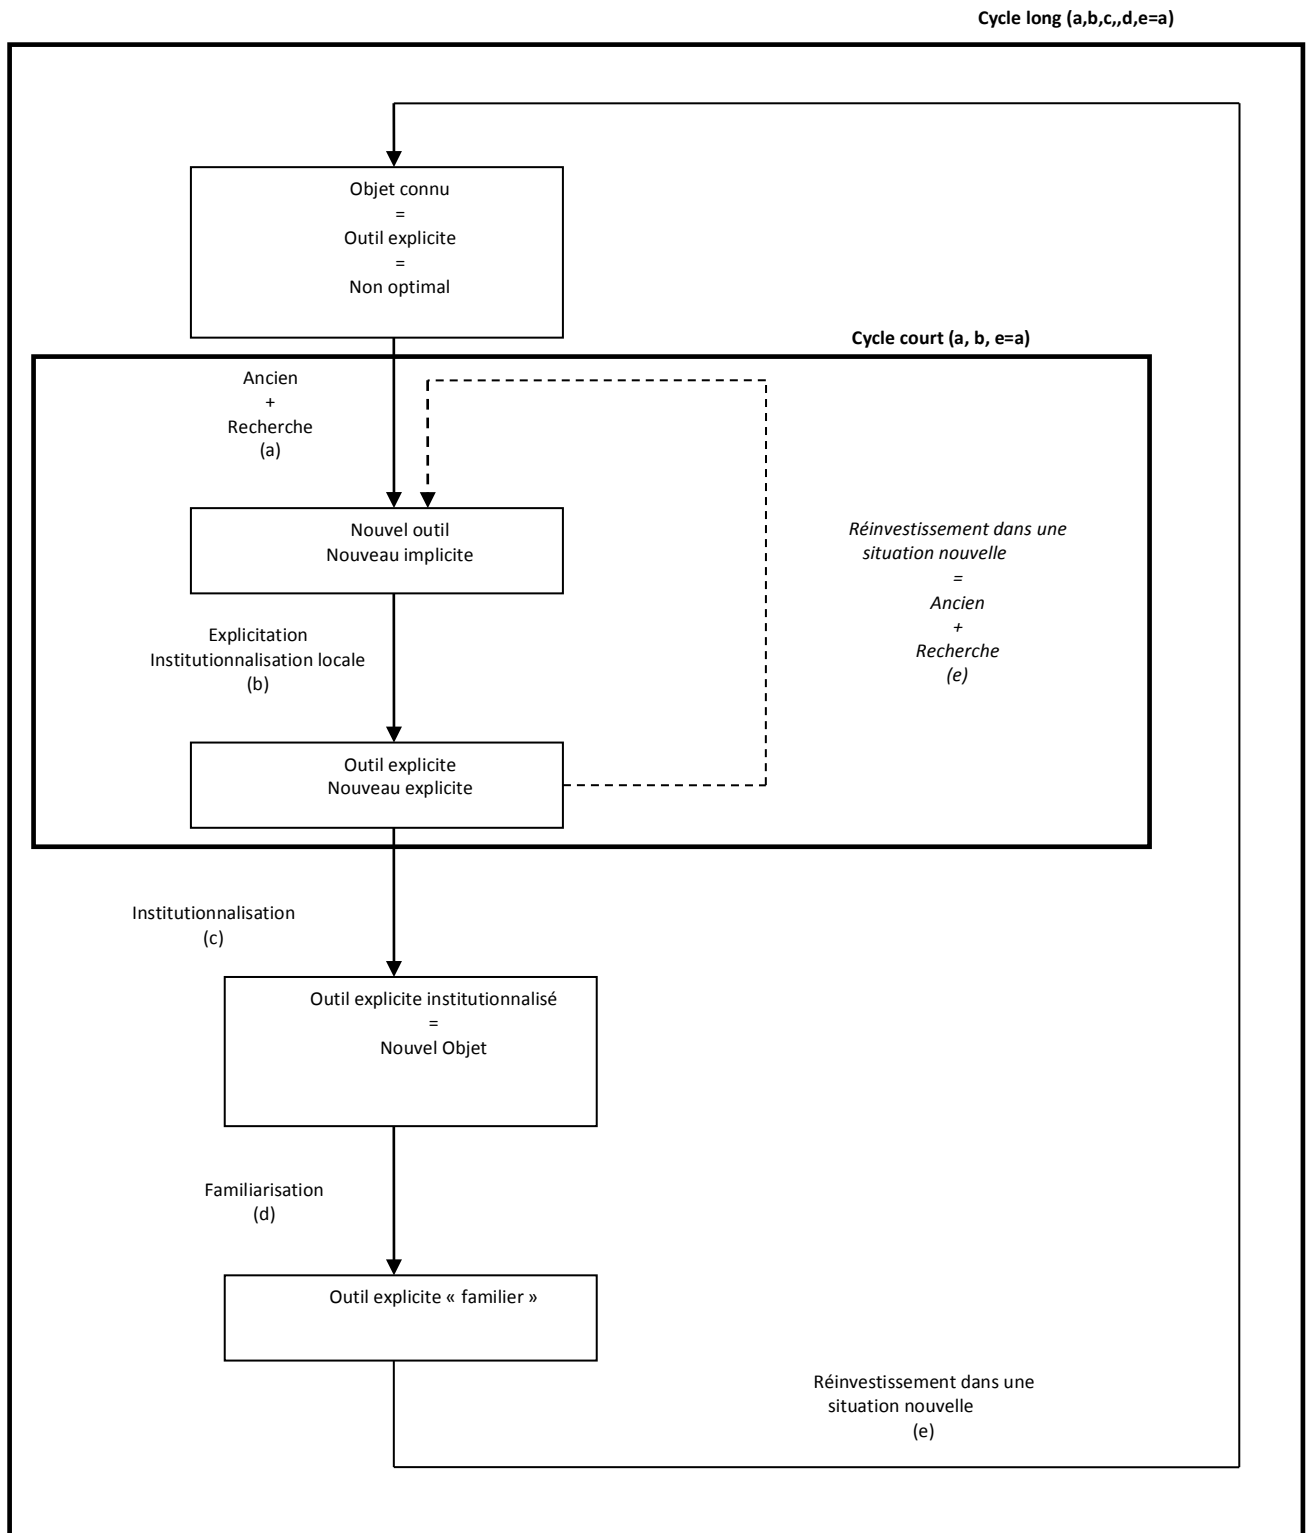 Cycle long (a,b,c,,d,e=a)
Objet connu
=
Outil explicite
=
Non optimal
Cycle court (a, b, e=a)
Ancien
+
Recherche
(a)
Nouvel outil
Nouveau implicite
Réinvestissement dans une
situation nouvelle
=
Ancien
+
Recherche
(e)
Explicitation
Institutionnalisation locale
(b)
Outil explicite
Nouveau explicite
Institutionnalisation
(c)
Outil explicite institutionnalisé
=
Nouvel Objet
Familiarisation
(d)
Outil explicite « familier »
Réinvestissement dans une
situation nouvelle
(e)